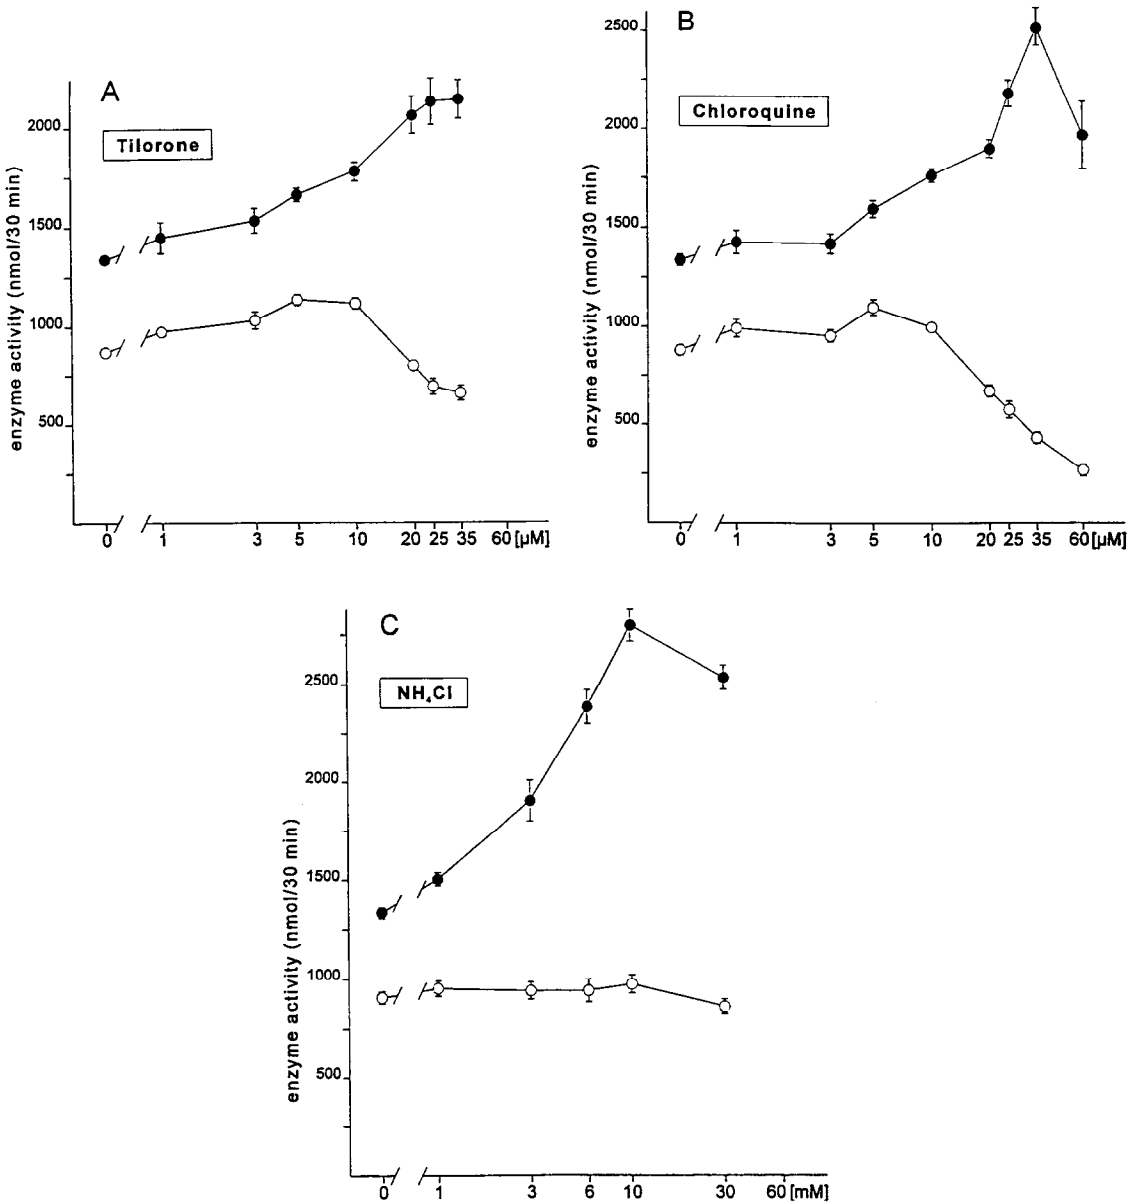 A
Tilorone
enzyme activity (nmol/30 min)
2000
1500
1000
500
0 1 3 5 10 20 25 35 60 [µM]
B
Chloroquine
enzyme activity (nmol/30 min)
2500
2000
1500
1000
500
0 1 3 5 10 20 25 35 60 [µM]
C
NH₄Cl
enzyme activity (nmol/30 min)
2500
2000
1500
1000
500
0 1 3 6 10 30 60 [mM]